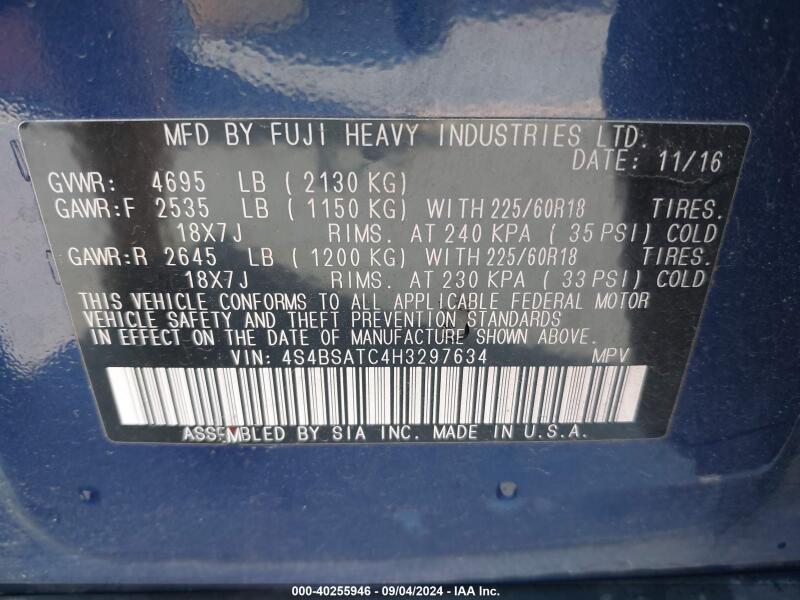 MFD BY FUJI HEAVY INDUSTRIES LTD.
DATE: 11/16
GVWR: 4695 LB ( 2130 KG)
GAWR:F 2535 LB ( 1150 KG) WITH 225/60R18 TIRES.
18X7J RIMS. AT 240 KPA ( 35 PSI) COLD
GAWR:R 2645 LB ( 1200 KG) WITH 225/60R18 TIRES.
18X7J RIMS. AT 230 KPA ( 33 PSI) COLD
THIS VEHICLE CONFORMS TO ALL APPLICABLE FEDERAL MOTOR
VEHICLE SAFETY AND THEFT PREVENTION STANDARDS
IN EFFECT ON THE DATE OF MANUFACTURE SHOWN ABOVE.
VIN: 4S4BSATC4H3297634 MPV
ASSEMBLED BY SIA INC. MADE IN U.S.A.
000-40255946 - 09/04/2024 - IAA Inc.